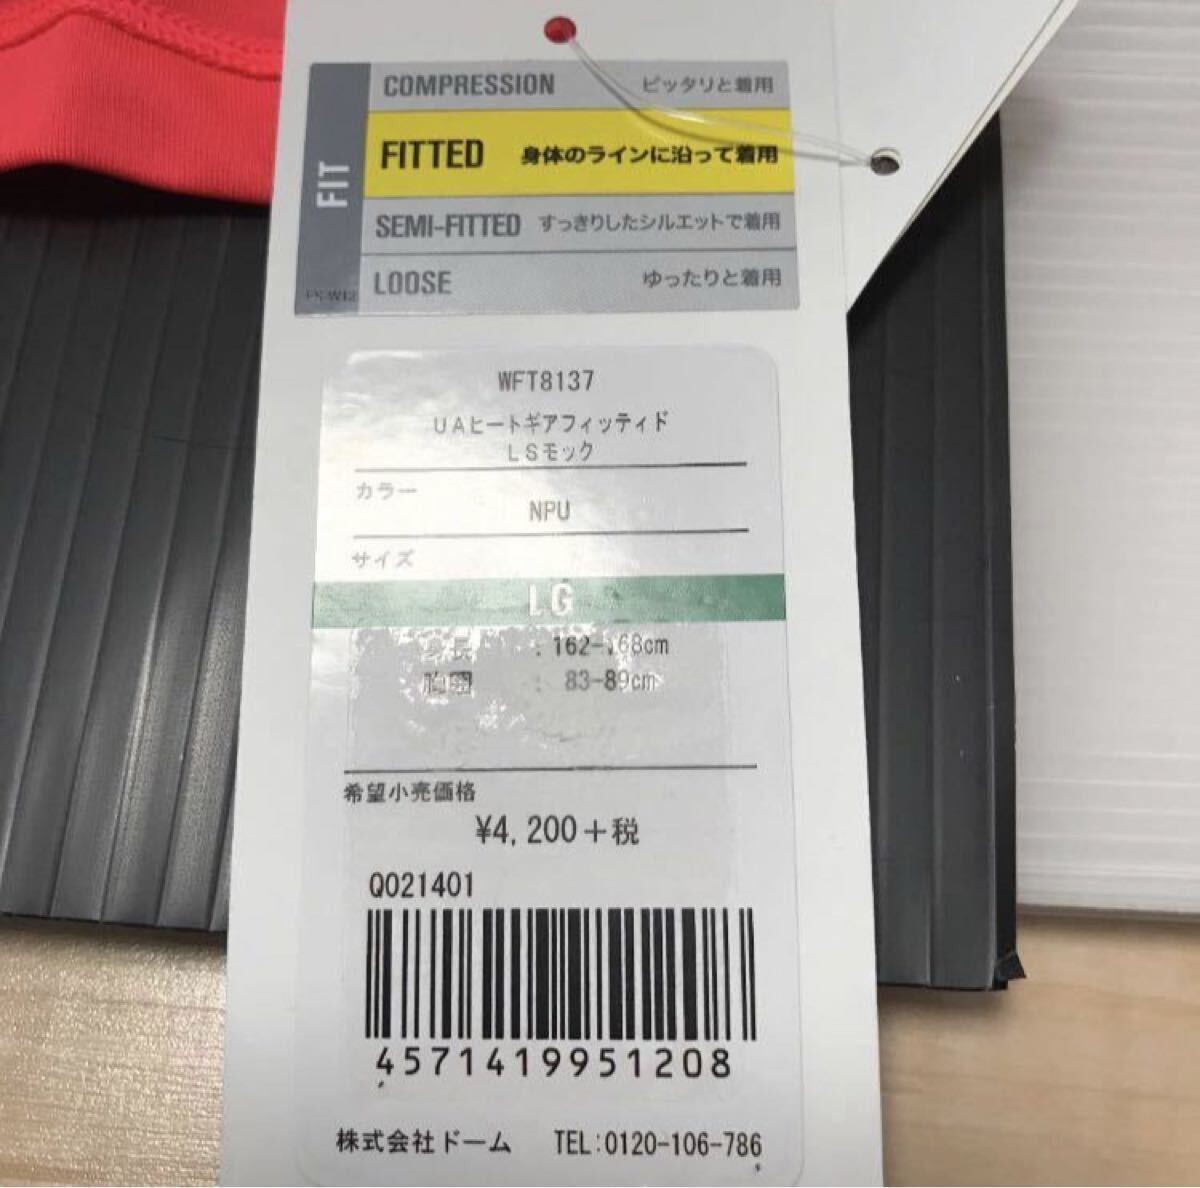 FIT
COMPRESSION ピッタリと着用
FITTED 身体のラインに沿って着用
SEMI-FITTED すっきりしたシルエットで着用
LOOSE ゆったりと着用
WFT8137
UAヒートギアフィッティド
LSモック
カラー
NPU
サイズ
LG
身長 : 162-168cm
胸囲 : 83-89cm
希望小売価格
¥4,200+税
Q021401
4571419951208
株式会社ドーム TEL:0120-106-786